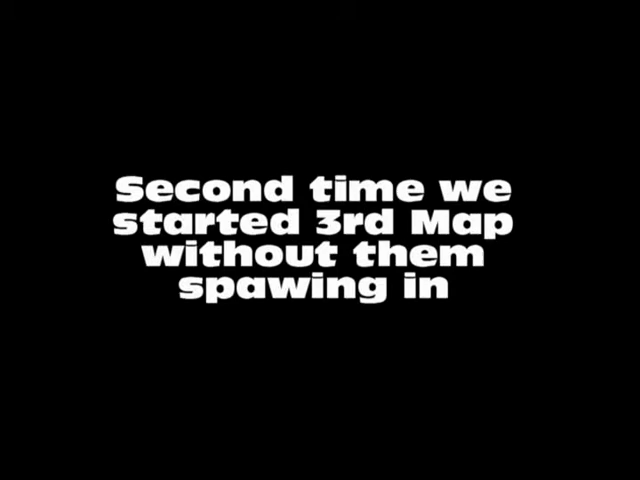 Second time we
started 3rd Map
without them
spawing in